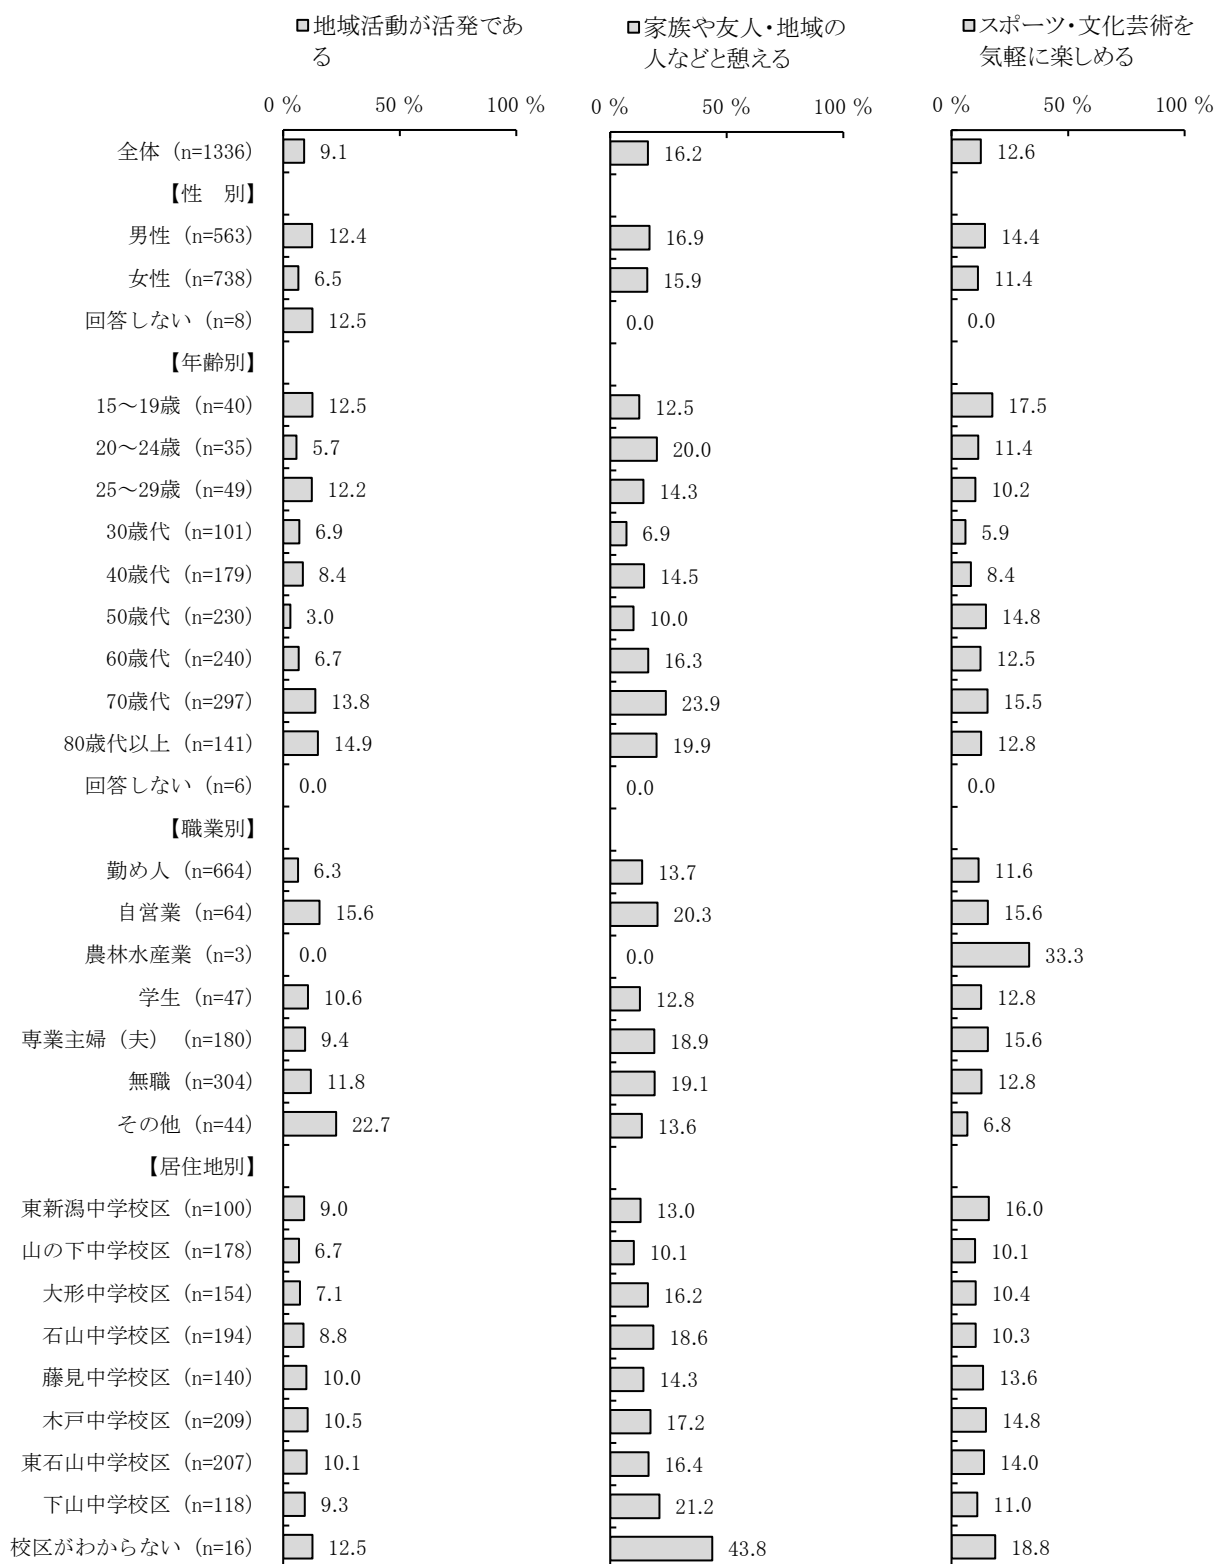 地域活動が活発であ
る
家族や友人・地域の
人などと憩える
スポーツ・文化芸術を
気軽に楽しめる
0 % 50 % 100 % 0 % 50 % 100 % 0 % 50 % 100 %
全体 (n=1336) 9.1 16.2 12.6
【性　別】
男性 (n=563) 12.4 16.9 14.4
女性 (n=738) 6.5 15.9 11.4
回答しない (n=8) 12.5 0.0 0.0
【年齢別】
15～19歳 (n=40) 12.5 12.5 17.5
20～24歳 (n=35) 5.7 20.0 11.4
25～29歳 (n=49) 12.2 14.3 10.2
30歳代 (n=101) 6.9 6.9 5.9
40歳代 (n=179) 8.4 14.5 8.4
50歳代 (n=230) 3.0 10.0 14.8
60歳代 (n=240) 6.7 16.3 12.5
70歳代 (n=297) 13.8 23.9 15.5
80歳代以上 (n=141) 14.9 19.9 12.8
回答しない (n=6) 0.0 0.0 0.0
【職業別】
勤め人 (n=664) 6.3 13.7 11.6
自営業 (n=64) 15.6 20.3 15.6
農林水産業 (n=3) 0.0 0.0 33.3
学生 (n=47) 10.6 12.8 12.8
専業主婦（夫） (n=180) 9.4 18.9 15.6
無職 (n=304) 11.8 19.1 12.8
その他 (n=44) 22.7 13.6 6.8
【居住地別】
東新潟中学校区 (n=100) 9.0 13.0 16.0
山の下中学校区 (n=178) 6.7 10.1 10.1
大形中学校区 (n=154) 7.1 16.2 10.4
石山中学校区 (n=194) 8.8 18.6 10.3
藤見中学校区 (n=140) 10.0 14.3 13.6
木戸中学校区 (n=209) 10.5 17.2 14.8
東石山中学校区 (n=207) 10.1 16.4 14.0
下山中学校区 (n=118) 9.3 21.2 11.0
校区がわからない (n=16) 12.5 43.8 18.8